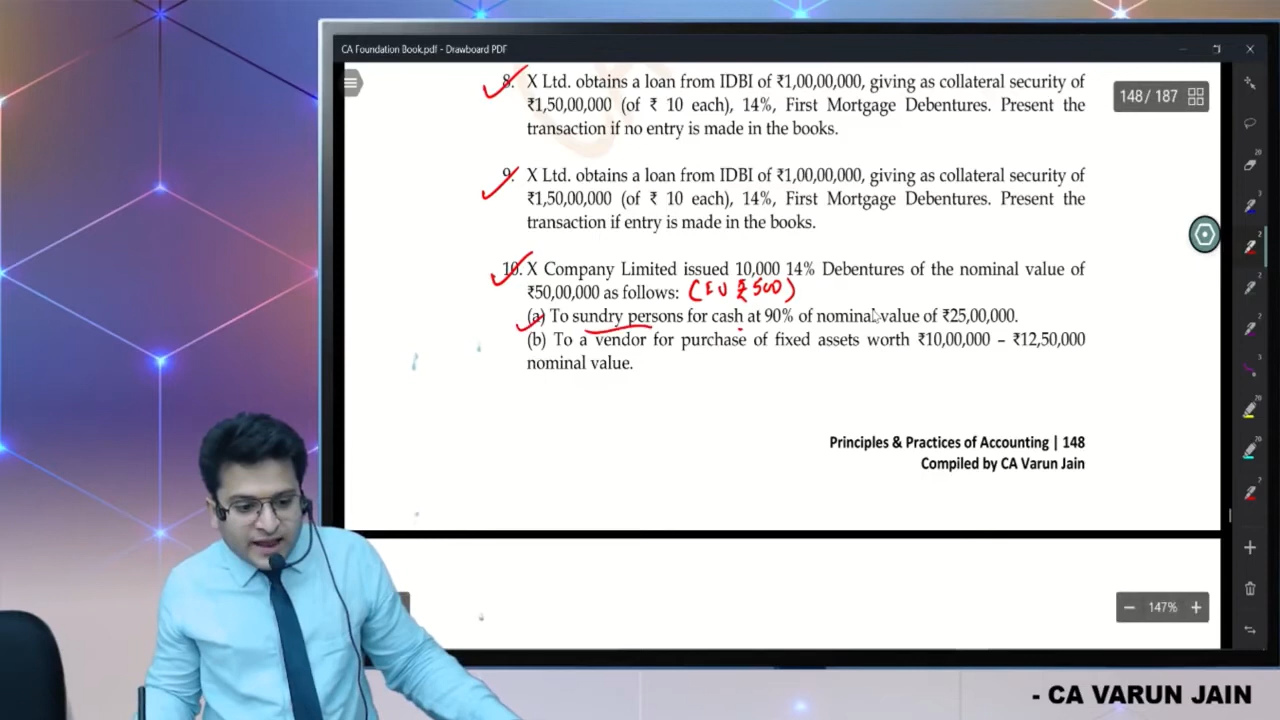 CA Foundation Book.pdf - Drawboard PDF
8. X Ltd. obtains a loan from IDBI of ₹1,00,00,000, giving as collateral security of
₹1,50,00,000 (of ₹ 10 each), 14%, First Mortgage Debentures. Present the
transaction if no entry is made in the books.
148 / 187
9. X Ltd. obtains a loan from IDBI of ₹1,00,00,000, giving as collateral security of
₹1,50,00,000 (of ₹ 10 each), 14%, First Mortgage Debentures. Present the
transaction if entry is made in the books.
10. X Company Limited issued 10,000 14% Debentures of the nominal value of
₹50,00,000 as follows: (FV ₹500)
(a) To sundry persons for cash at 90% of nominal value of ₹25,00,000.
(b) To a vendor for purchase of fixed assets worth ₹10,00,000 – ₹12,50,000
nominal value.
Principles & Practices of Accounting | 148
Compiled by CA Varun Jain
147%
- CA VARUN JAIN